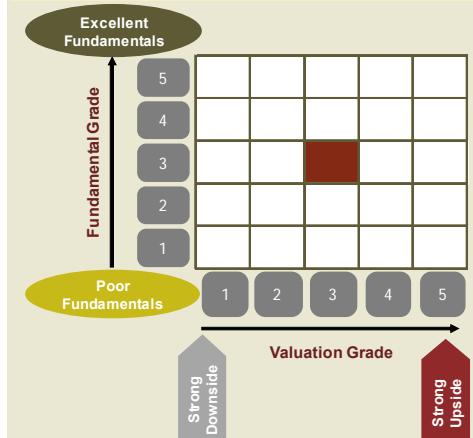 Excellent
Fundamentals
Fundamental Grade
5
4
3
2
1
Poor
Fundamentals
1 2 3 4 5
Valuation Grade
Strong
Downside
Strong
Upside